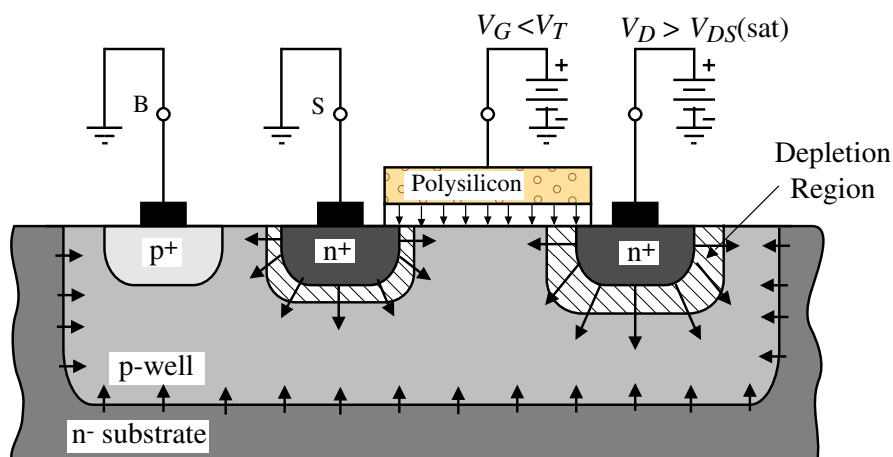 V_G < V_T
V_D > V_DS(sat)
+
+
B
S
−
−
Depletion
Region
Polysilicon
p+
n+
n+
p-well
n- substrate